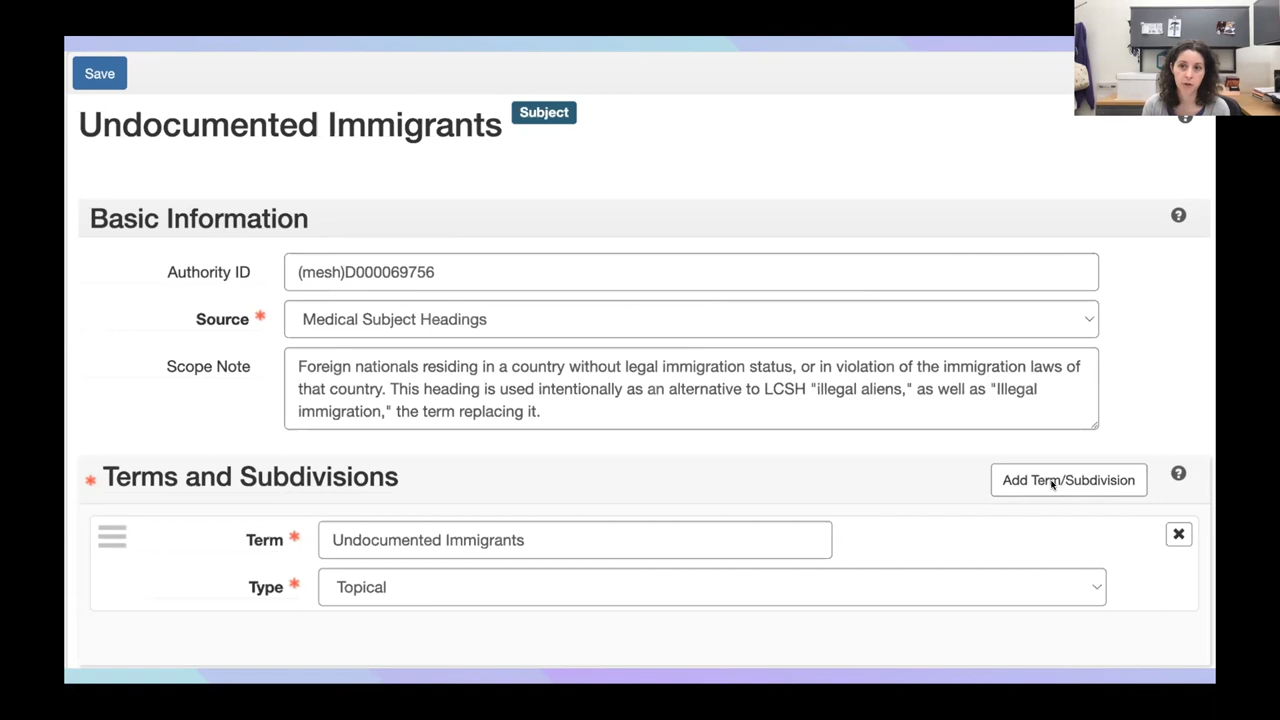 Save
Undocumented Immigrants
Subject
Basic Information
Authority ID
(mesh)D000069756
Source *
Medical Subject Headings
Scope Note
Foreign nationals residing in a country without legal immigration status, or in violation of the immigration laws of
that country. This heading is used intentionally as an alternative to LCSH "illegal aliens," as well as "Illegal
immigration," the term replacing it.
* Terms and Subdivisions
Add Term/Subdivision
Term *
Undocumented Immigrants
Type *
Topical